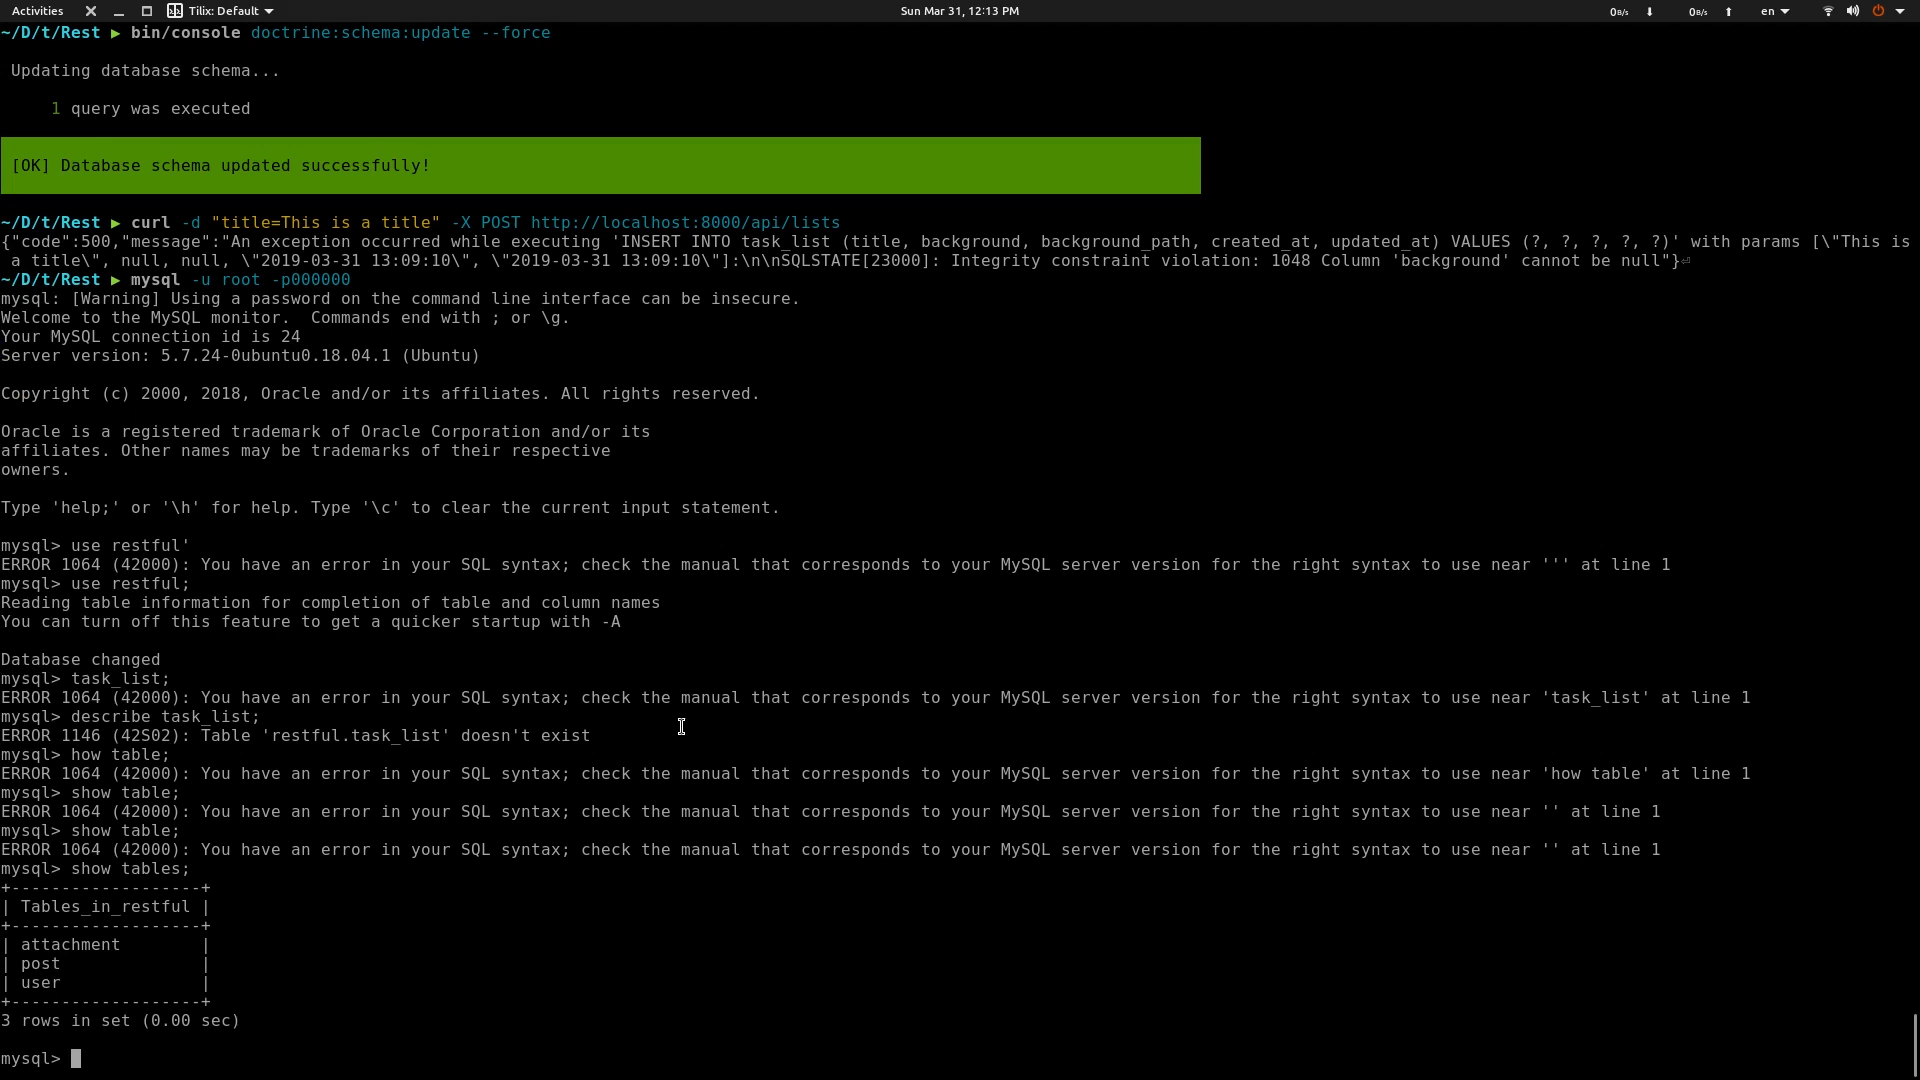 Activities Tilix: Default Sun Mar 31, 12:13 PM 0B/s 0B/s en
~/D/t/Rest ▶ bin/console doctrine:schema:update --force
Updating database schema...
1 query was executed
[OK] Database schema updated successfully!
~/D/t/Rest ▶ curl -d "title=This is a title" -X POST http://localhost:8000/api/lists
{"code":500,"message":"An exception occurred while executing 'INSERT INTO task_list (title, background, background_path, created_at, updated_at) VALUES (?, ?, ?, ?, ?)' with params [\"This is
a title\", null, null, \"2019-03-31 13:09:10\", \"2019-03-31 13:09:10\"]:\n\nSQLSTATE[23000]: Integrity constraint violation: 1048 Column 'background' cannot be null"}⏎
~/D/t/Rest ▶ mysql -u root -p000000
mysql: [Warning] Using a password on the command line interface can be insecure.
Welcome to the MySQL monitor.  Commands end with ; or \g.
Your MySQL connection id is 24
Server version: 5.7.24-0ubuntu0.18.04.1 (Ubuntu)
Copyright (c) 2000, 2018, Oracle and/or its affiliates. All rights reserved.
Oracle is a registered trademark of Oracle Corporation and/or its
affiliates. Other names may be trademarks of their respective
owners.
Type 'help;' or '\h' for help. Type '\c' to clear the current input statement.
mysql> use restful'
ERROR 1064 (42000): You have an error in your SQL syntax; check the manual that corresponds to your MySQL server version for the right syntax to use near ''' at line 1
mysql> use restful;
Reading table information for completion of table and column names
You can turn off this feature to get a quicker startup with -A
Database changed
mysql> task_list;
ERROR 1064 (42000): You have an error in your SQL syntax; check the manual that corresponds to your MySQL server version for the right syntax to use near 'task_list' at line 1
mysql> describe task_list;
ERROR 1146 (42S02): Table 'restful.task_list' doesn't exist
mysql> how table;
ERROR 1064 (42000): You have an error in your SQL syntax; check the manual that corresponds to your MySQL server version for the right syntax to use near 'how table' at line 1
mysql> show table;
ERROR 1064 (42000): You have an error in your SQL syntax; check the manual that corresponds to your MySQL server version for the right syntax to use near '' at line 1
mysql> show table;
ERROR 1064 (42000): You have an error in your SQL syntax; check the manual that corresponds to your MySQL server version for the right syntax to use near '' at line 1
mysql> show tables;
+-------------------+
| Tables_in_restful |
+-------------------+
| attachment        |
| post              |
| user              |
+-------------------+
3 rows in set (0.00 sec)
mysql>